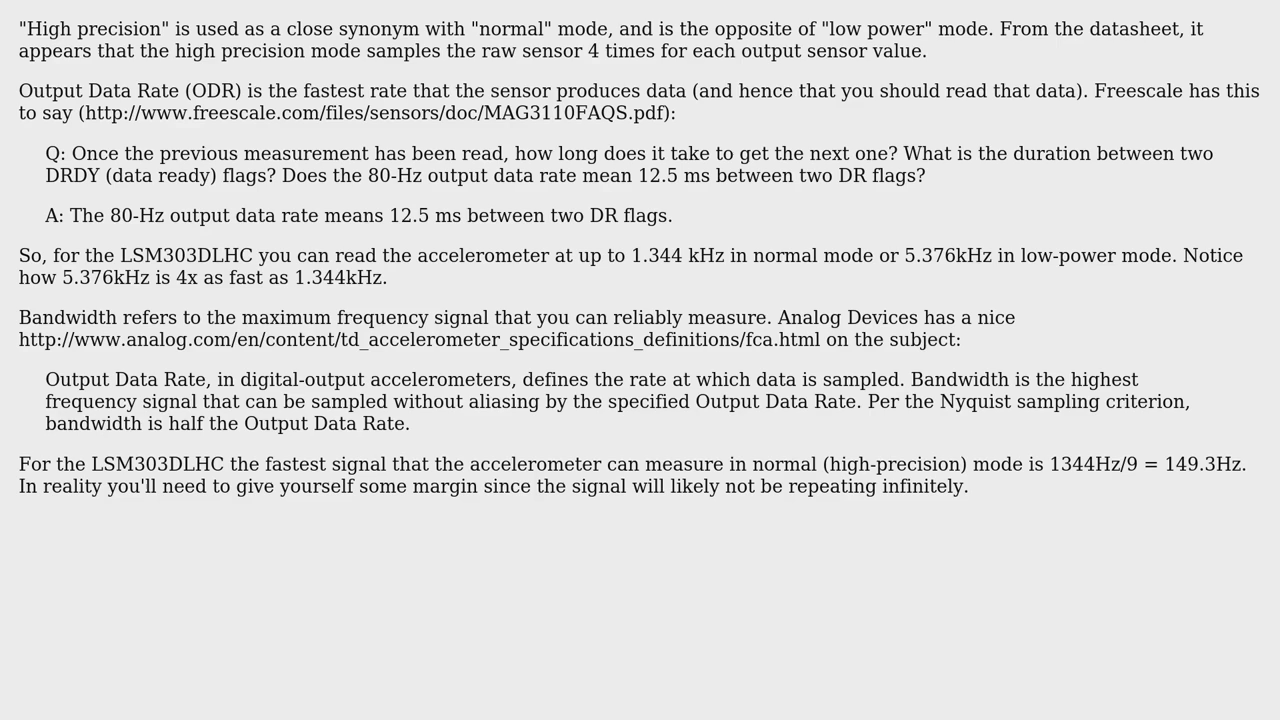 "High precision" is used as a close synonym with "normal" mode, and is the opposite of "low power" mode. From the datasheet, it
appears that the high precision mode samples the raw sensor 4 times for each output sensor value.
Output Data Rate (ODR) is the fastest rate that the sensor produces data (and hence that you should read that data). Freescale has this
to say (http://www.freescale.com/files/sensors/doc/MAG3110FAQS.pdf):
Q: Once the previous measurement has been read, how long does it take to get the next one? What is the duration between two
DRDY (data ready) flags? Does the 80-Hz output data rate mean 12.5 ms between two DR flags?
A: The 80-Hz output data rate means 12.5 ms between two DR flags.
So, for the LSM303DLHC you can read the accelerometer at up to 1.344 kHz in normal mode or 5.376kHz in low-power mode. Notice
how 5.376kHz is 4x as fast as 1.344kHz.
Bandwidth refers to the maximum frequency signal that you can reliably measure. Analog Devices has a nice
http://www.analog.com/en/content/td_accelerometer_specifications_definitions/fca.html on the subject:
Output Data Rate, in digital-output accelerometers, defines the rate at which data is sampled. Bandwidth is the highest
frequency signal that can be sampled without aliasing by the specified Output Data Rate. Per the Nyquist sampling criterion,
bandwidth is half the Output Data Rate.
For the LSM303DLHC the fastest signal that the accelerometer can measure in normal (high-precision) mode is 1344Hz/9 = 149.3Hz.
In reality you'll need to give yourself some margin since the signal will likely not be repeating infinitely.